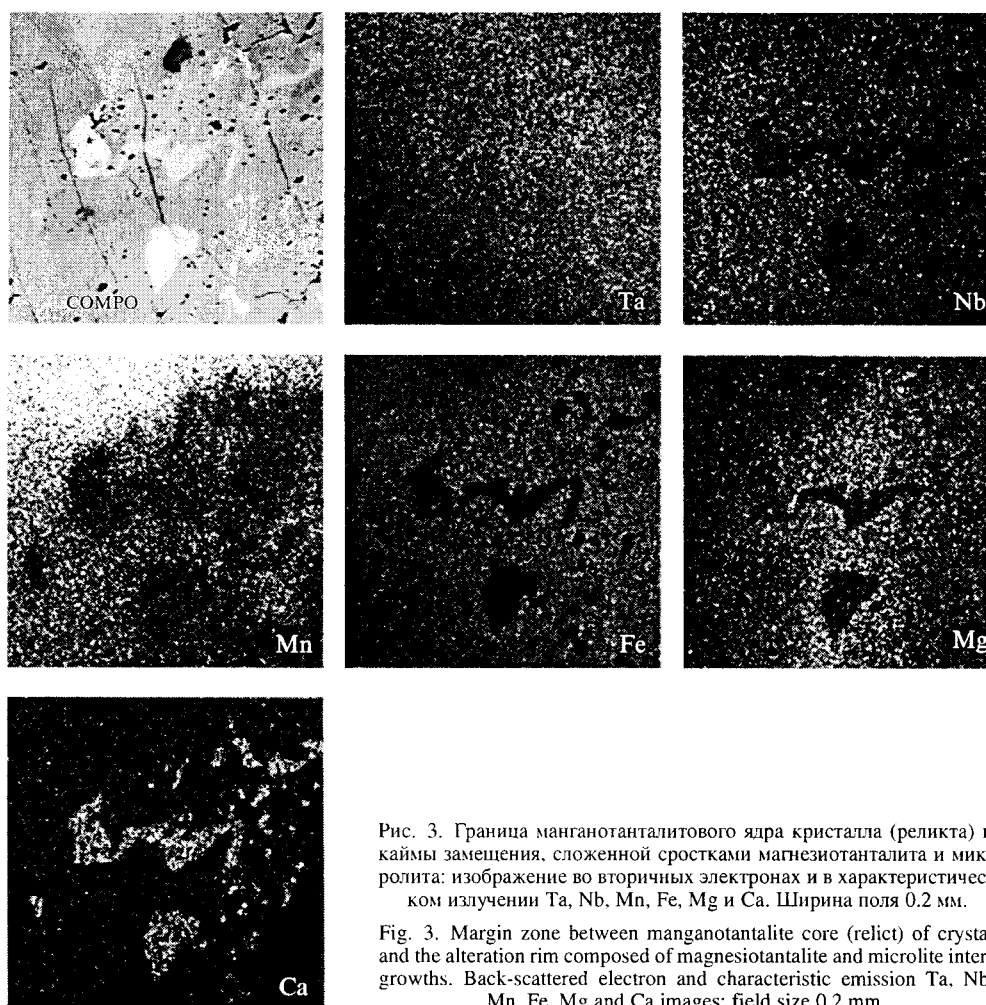 COMPO
Ta
Nb
Mn
Fe
Mg
Ca
Рис. 3. Граница манганотанталитового ядра кристалла (реликта) и
каймы замещения, сложенной сростками магнезиотанталита и мик-
ролита: изображение во вторичных электронах и в характеристичес-
ком излучении Ta, Nb, Mn, Fe, Mg и Ca. Ширина поля 0.2 мм.
Fig. 3. Margin zone between manganotantalite core (relict) of crysta
and the alteration rim composed of magnesiotantalite and microlite inter
growths. Back-scattered electron and characteristic emission Ta, Nb
Mn, Fe, Mg and Ca images; field size 0.2 mm